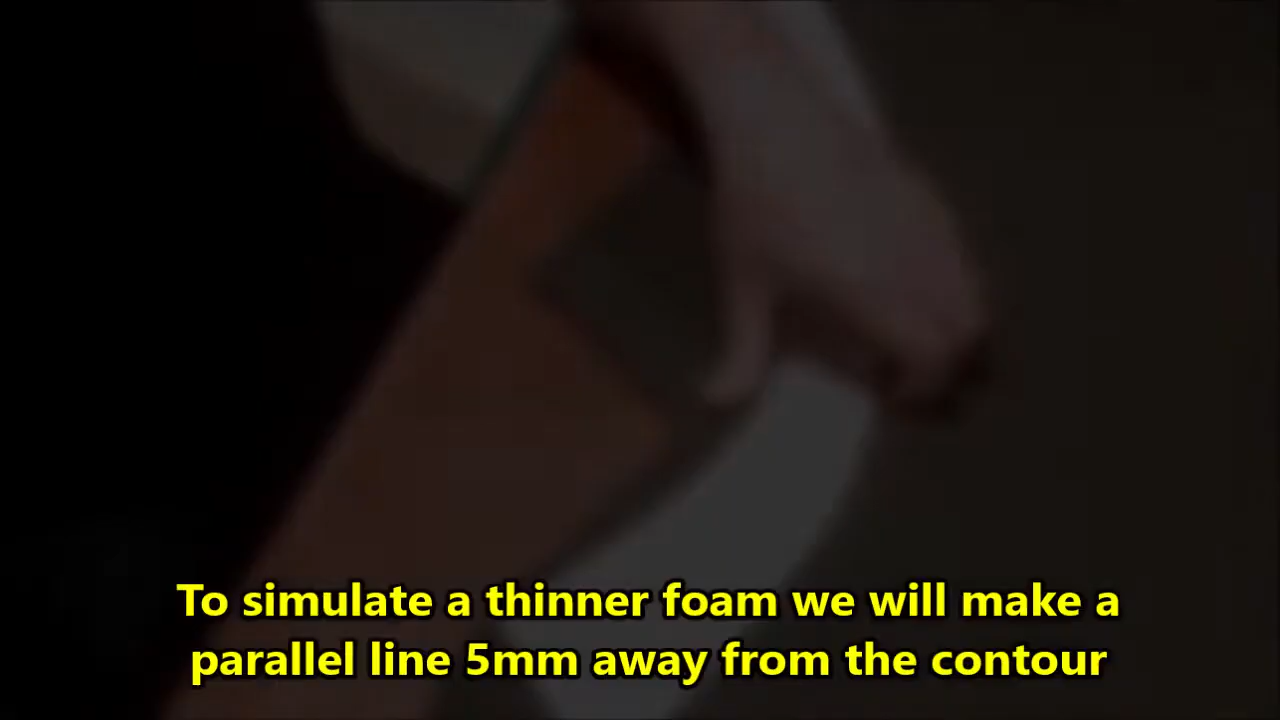 To simulate a thinner foam we will make a
parallel line 5mm away from the contour